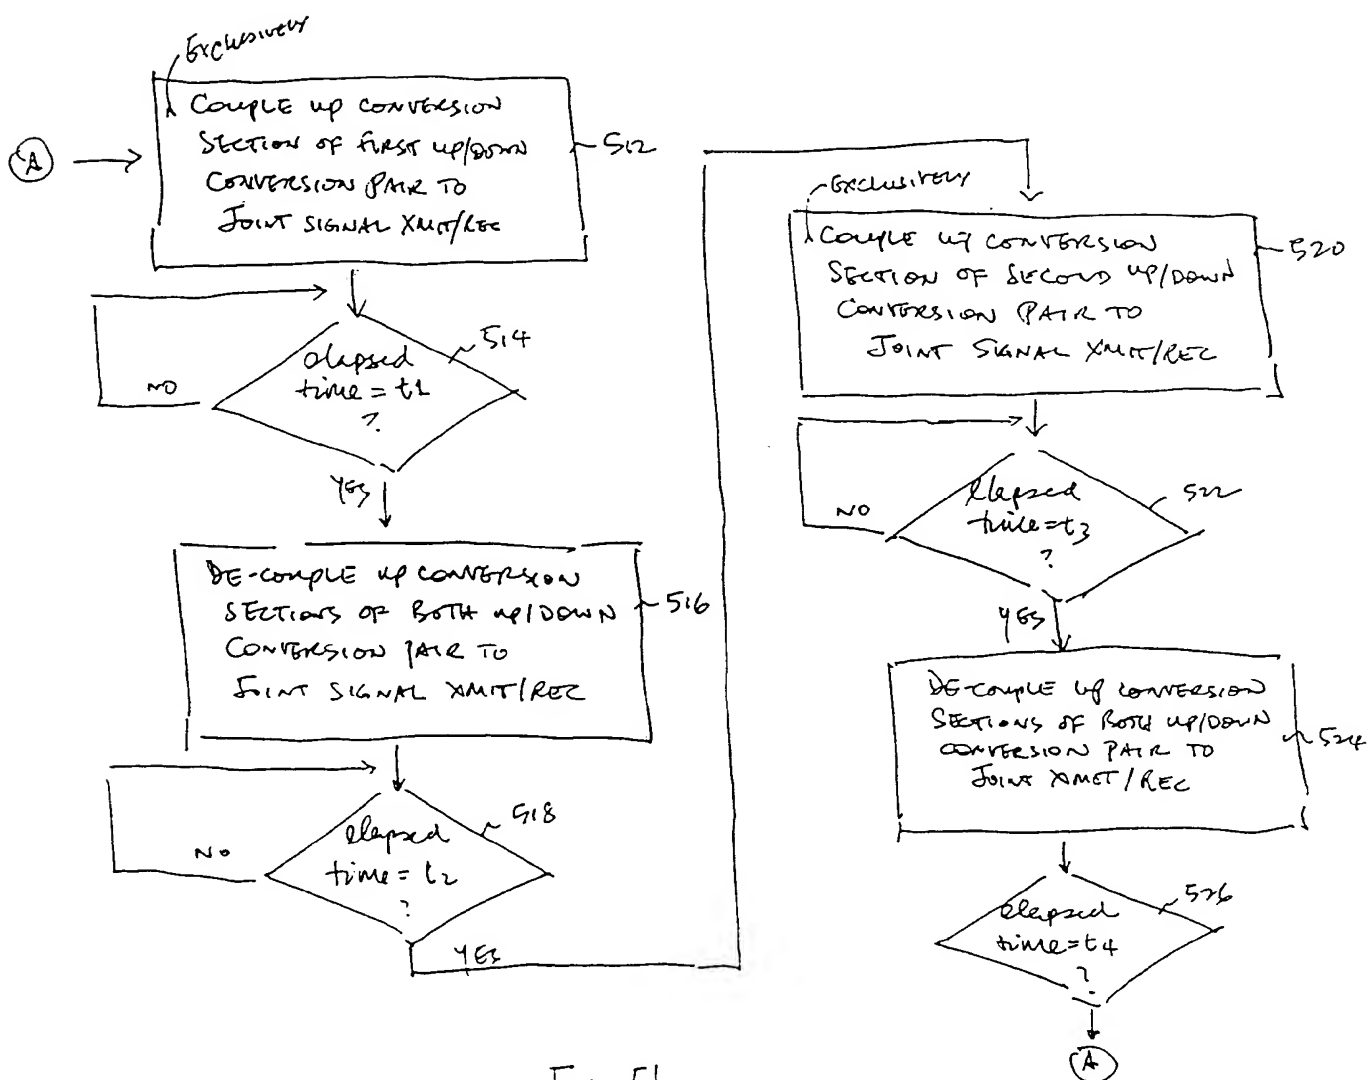 EXCLUSIVELY
COUPLE UP CONVERSION
SECTION OF FIRST UP/DOWN
CONVERSION PAIR TO
JOINT SIGNAL XMIT/REC
512
A
elapsed
time = t1
?
514
NO
YES
DE-COUPLE UP CONVERSION
SECTIONS OF BOTH UP/DOWN
CONVERSION PAIR TO
JOINT SIGNAL XMIT/REC
516
elapsed
time = t2
?
518
NO
YES
EXCLUSIVELY
COUPLE UP CONVERSION
SECTION OF SECOND UP/DOWN
CONVERSION PAIR TO
JOINT SIGNAL XMIT/REC
520
elapsed
time = t3
?
522
NO
YES
DE-COUPLE UP CONVERSION
SECTIONS OF BOTH UP/DOWN
CONVERSION PAIR TO
JOINT XMIT/REC
524
elapsed
time = t4
?
526
A